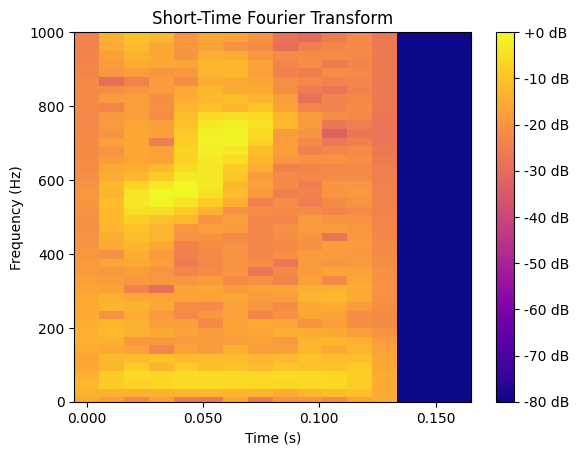 Short-Time Fourier Transform
1000
800
600
400
200
0
Frequency (Hz)
0.000
0.050
0.100
0.150
Time (s)
+0 dB
-10 dB
-20 dB
-30 dB
-40 dB
-50 dB
-60 dB
-70 dB
-80 dB